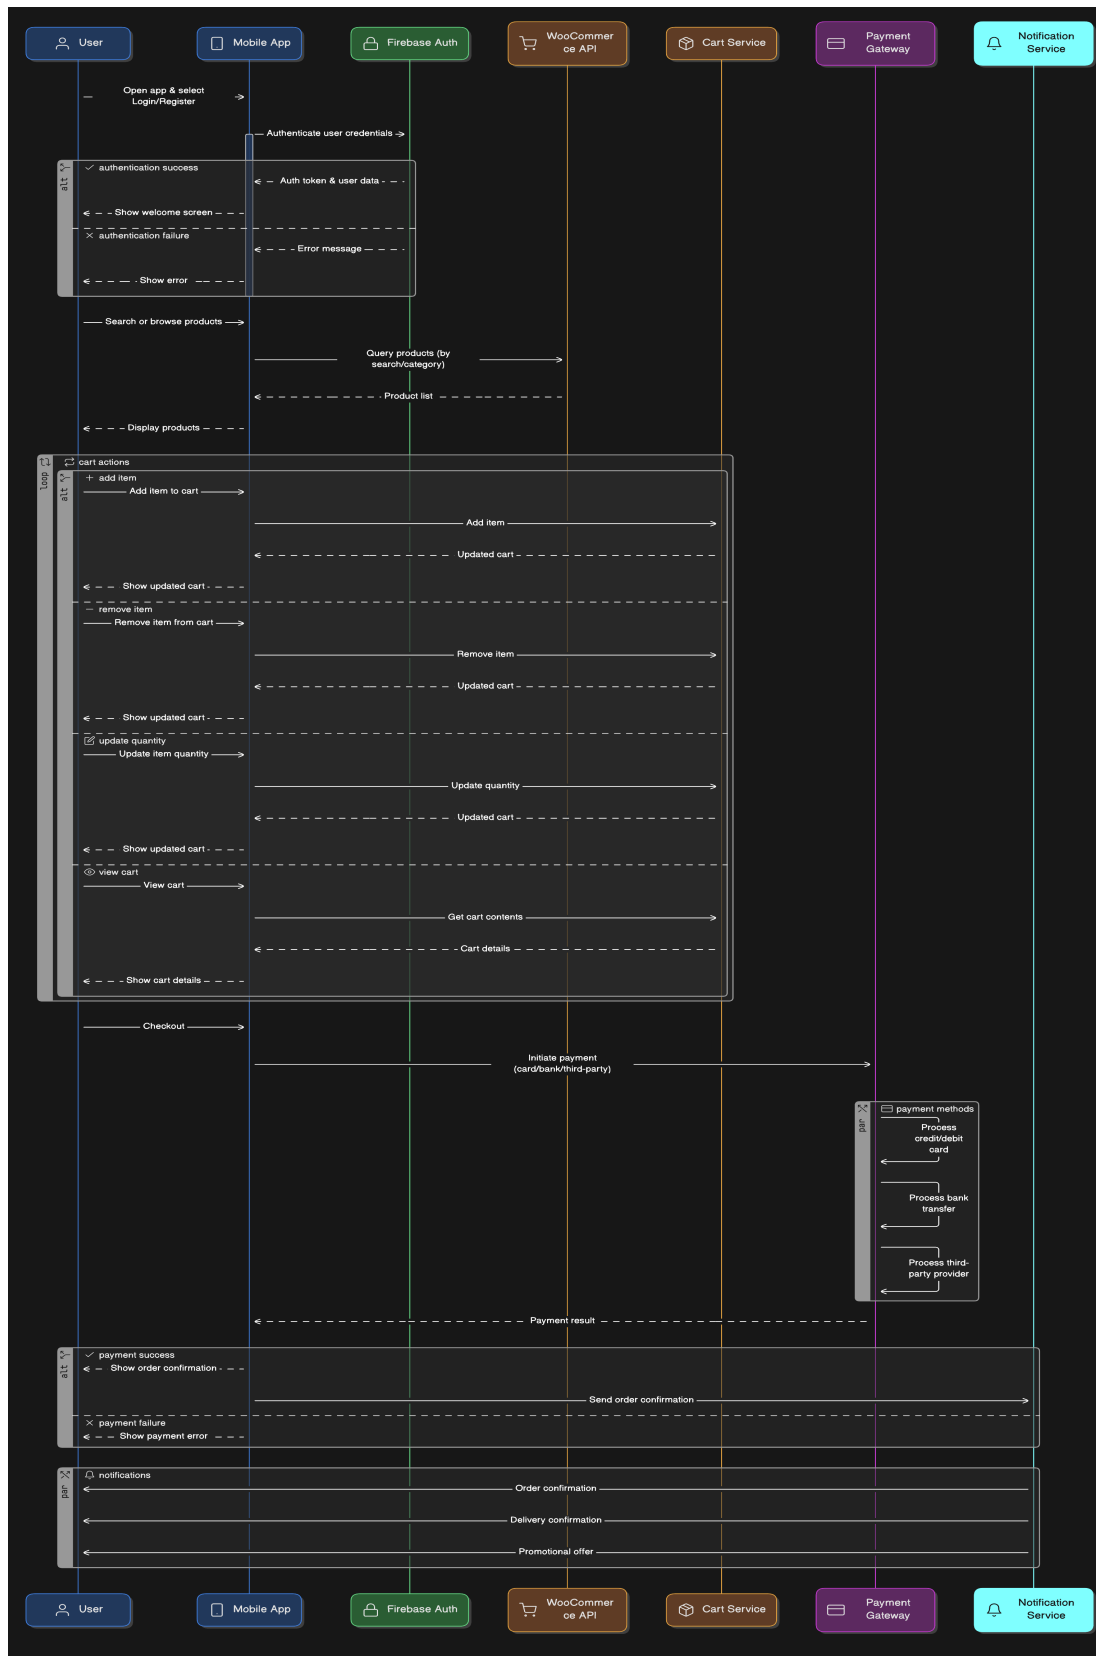 User
Mobile App
Firebase Auth
WooCommer
ce API
Cart Service
Payment
Gateway
Notification
Service
Open app & select
Login/Register
Authenticate user credentials
alt
authentication success
Auth token & user data
Show welcome screen
authentication failure
Error message
Show error
Search or browse products
Query products (by
search/category)
Product list
Display products
loop
cart actions
alt
add item
Add item to cart
Add item
Updated cart
Show updated cart
remove item
Remove item from cart
Remove item
Updated cart
Show updated cart
update quantity
Update item quantity
Update quantity
Updated cart
Show updated cart
view cart
View cart
Get cart contents
Cart details
Show cart details
Checkout
Initiate payment
(card/bank/third-party)
par
payment methods
Process
credit/debit
card
Process bank
transfer
Process third-
party provider
Payment result
alt
payment success
Show order confirmation
Send order confirmation
payment failure
Show payment error
par
notifications
Order confirmation
Delivery confirmation
Promotional offer
User
Mobile App
Firebase Auth
WooCommer
ce API
Cart Service
Payment
Gateway
Notification
Service